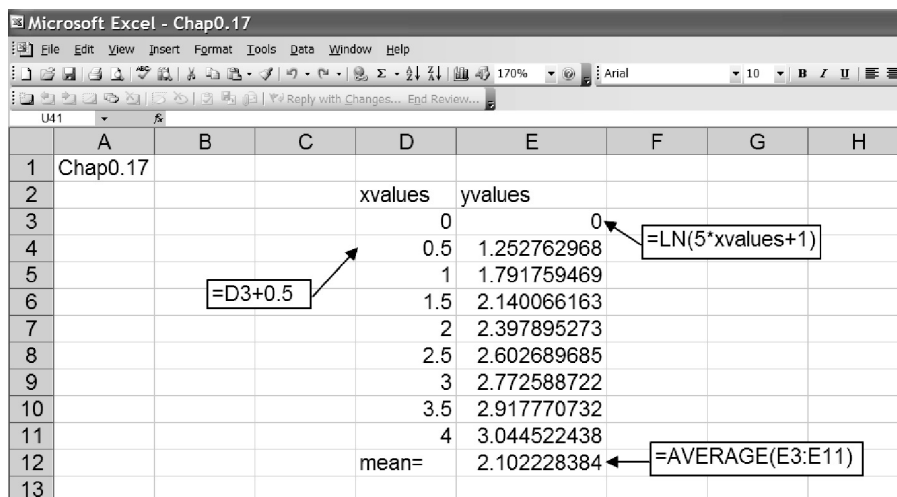 Microsoft Excel - Chap0.17
File Edit View Insert Format Tools Data Window Help
170% Arial 10 B I U
Reply with Changes... End Review...
U41 fx
A B C D E F G H
1 Chap0.17
2 xvalues yvalues
3 0 0 =LN(5*xvalues+1)
4 0.5 1.252762968
5 =D3+0.5 1 1.791759469
6 1.5 2.140066163
7 2 2.397895273
8 2.5 2.602689685
9 3 2.772588722
10 3.5 2.917770732
11 4 3.044522438
12 mean= 2.102228384 =AVERAGE(E3:E11)
13